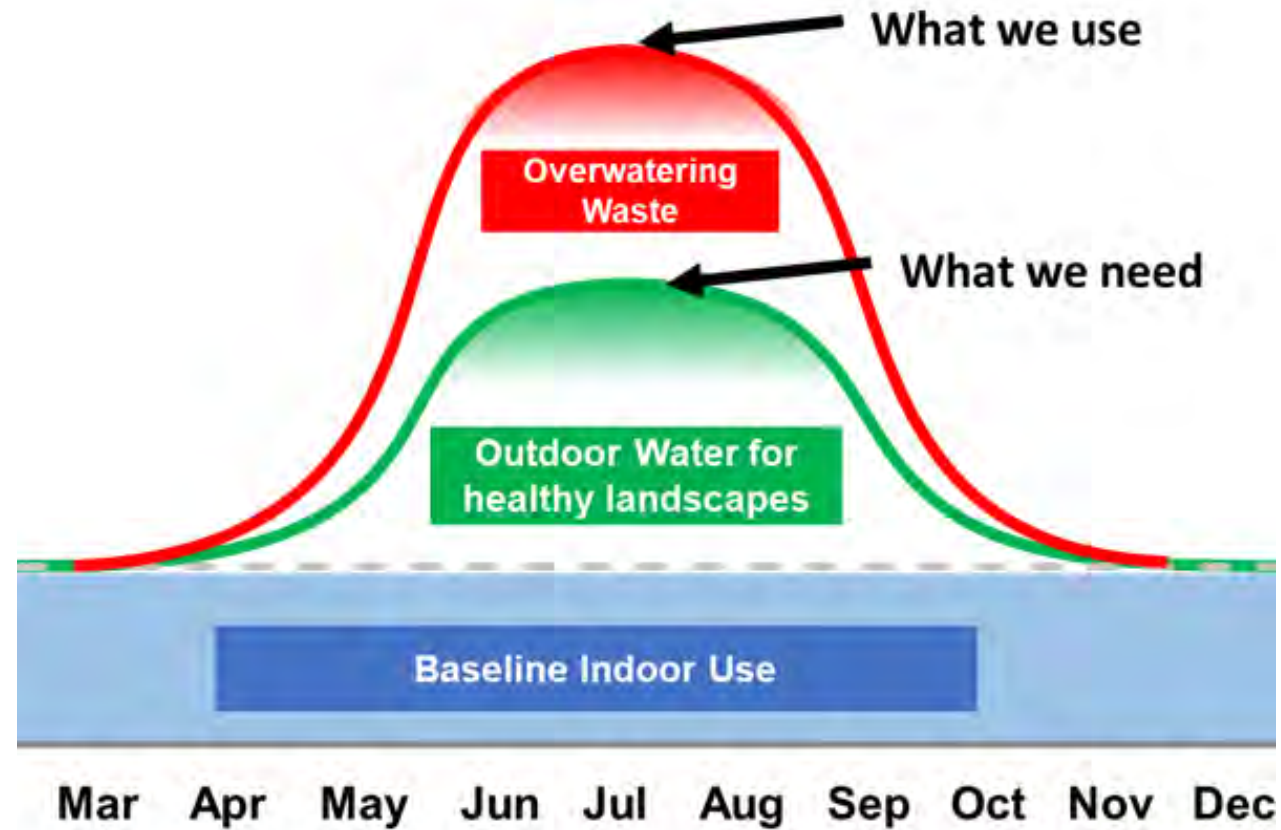 What we use
Overwatering
Waste
What we need
Outdoor Water for
healthy landscapes
Baseline Indoor Use
Mar Apr May Jun Jul Aug Sep Oct Nov Dec